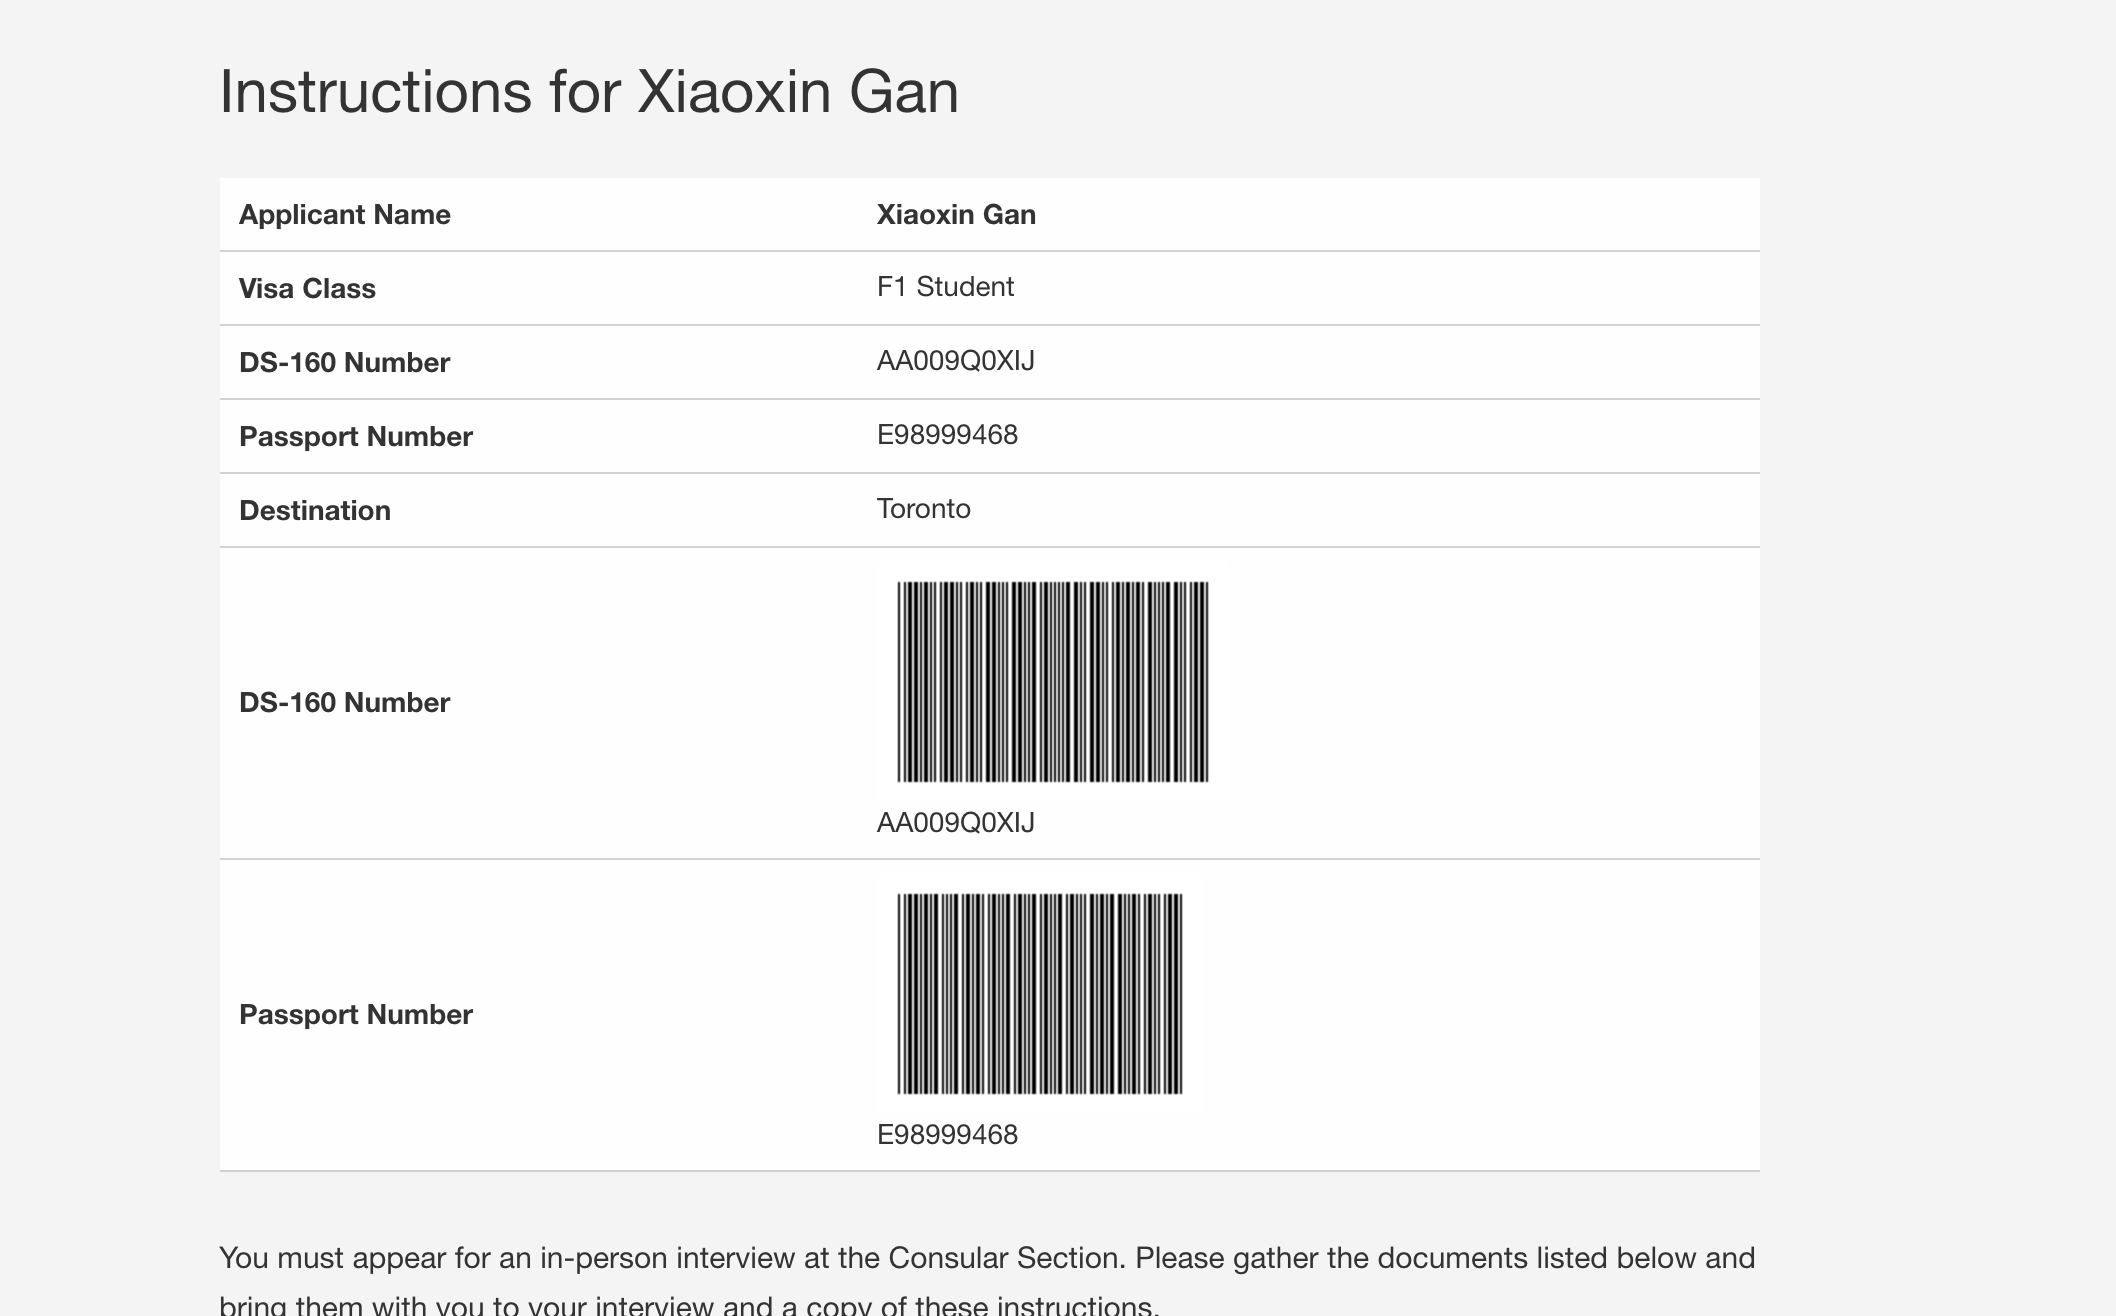 Instructions for Xiaoxin Gan
Applicant Name Xiaoxin Gan
Visa Class F1 Student
DS-160 Number AA009Q0XIJ
Passport Number E98999468
Destination Toronto
DS-160 Number
AA009Q0XIJ
Passport Number
E98999468
You must appear for an in-person interview at the Consular Section. Please gather the documents listed below and
bring them with you to your interview and a copy of these instructions.